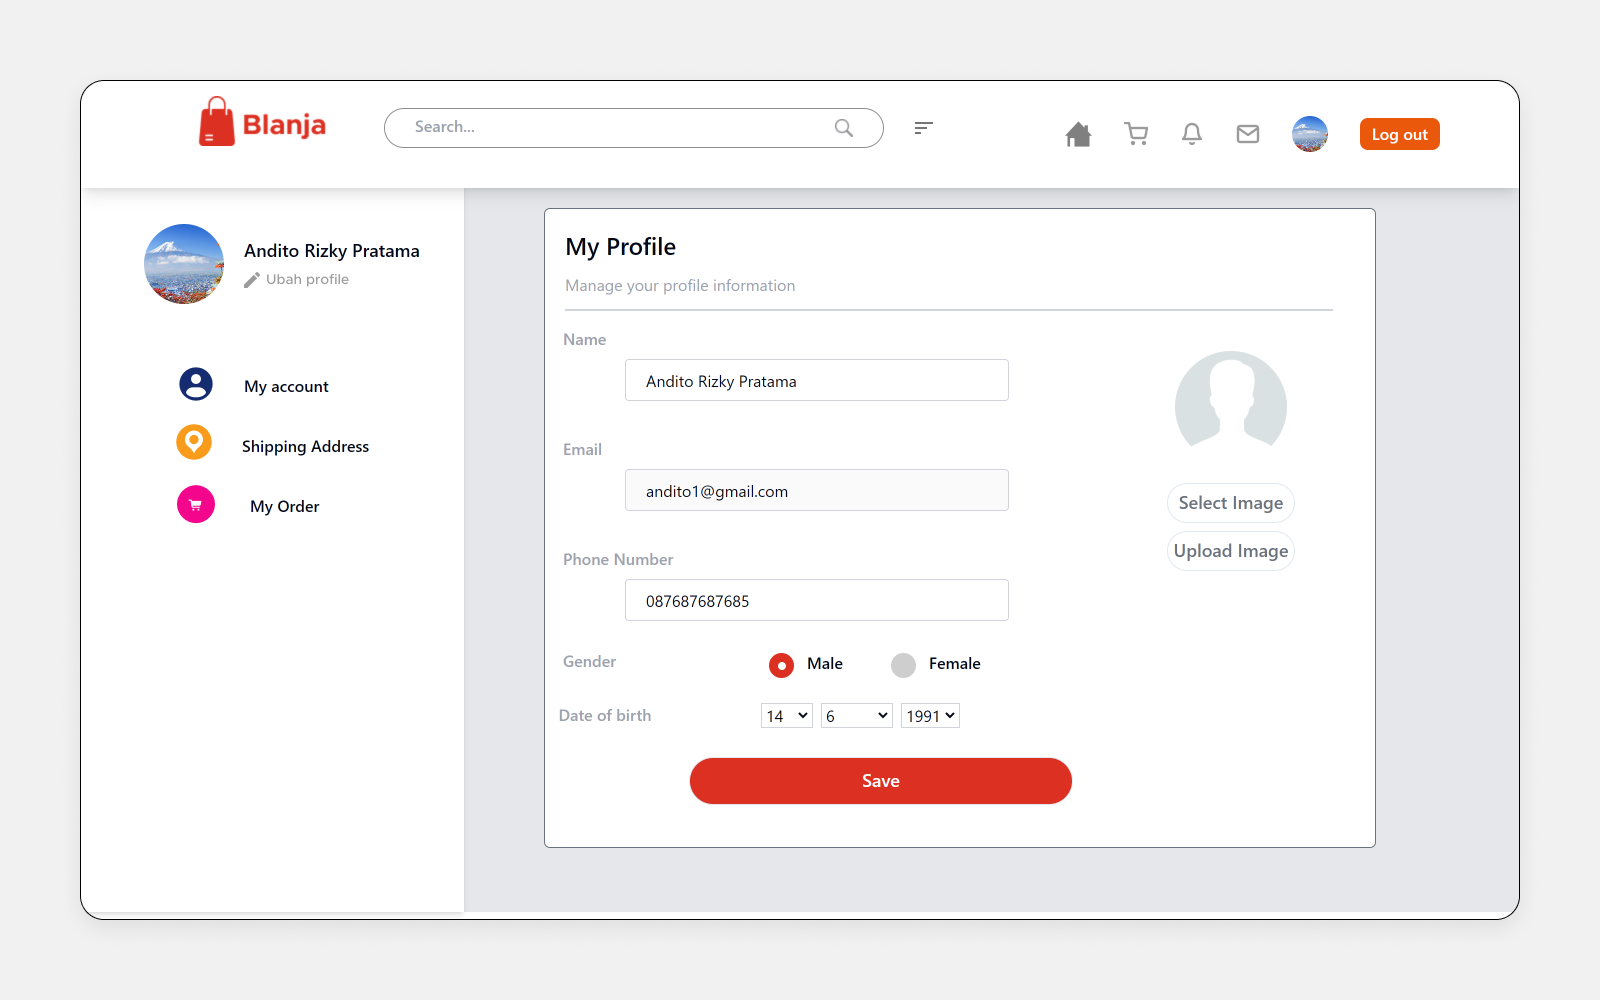 Blanja
Search...
Log out
Andito Rizky Pratama
Ubah profile
My account
Shipping Address
My Order
My Profile
Manage your profile information
Name
Andito Rizky Pratama
Email
andito1@gmail.com
Phone Number
087687687685
Gender
Male
Female
Date of birth
14
6
1991
Save
Select Image
Upload Image